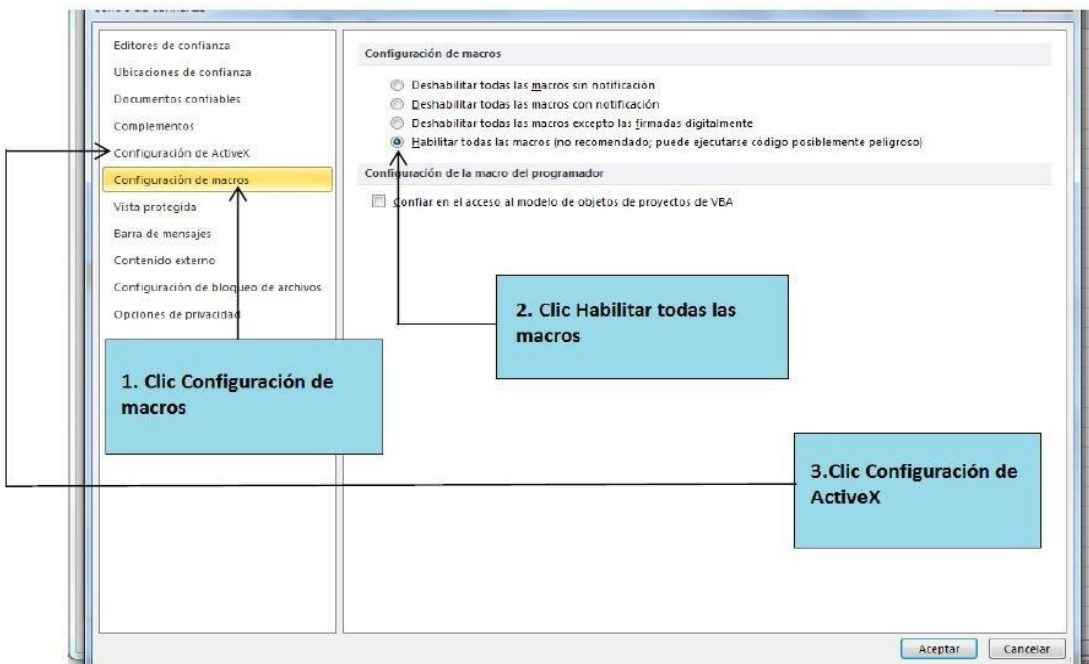 Editores de confianza
Ubicaciones de confianza
Documentos confiables
Complementos
Configuración de ActiveX
Configuración de macros
Vista protegida
Barra de mensajes
Contenido externo
Configuración de bloqueo de archivos
Opciones de privacidad
Configuración de macros
Deshabilitar todas las macros sin notificación
Deshabilitar todas las macros con notificación
Deshabilitar todas las macros excepto las firmadas digitalmente
Habilitar todas las macros (no recomendado; puede ejecutarse código posiblemente peligroso)
Configuración de la macro del programador
Confiar en el acceso al modelo de objetos de proyectos de VBA
1. Clic Configuración de
macros
2. Clic Habilitar todas las
macros
3.Clic Configuración de
ActiveX
Aceptar
Cancelar